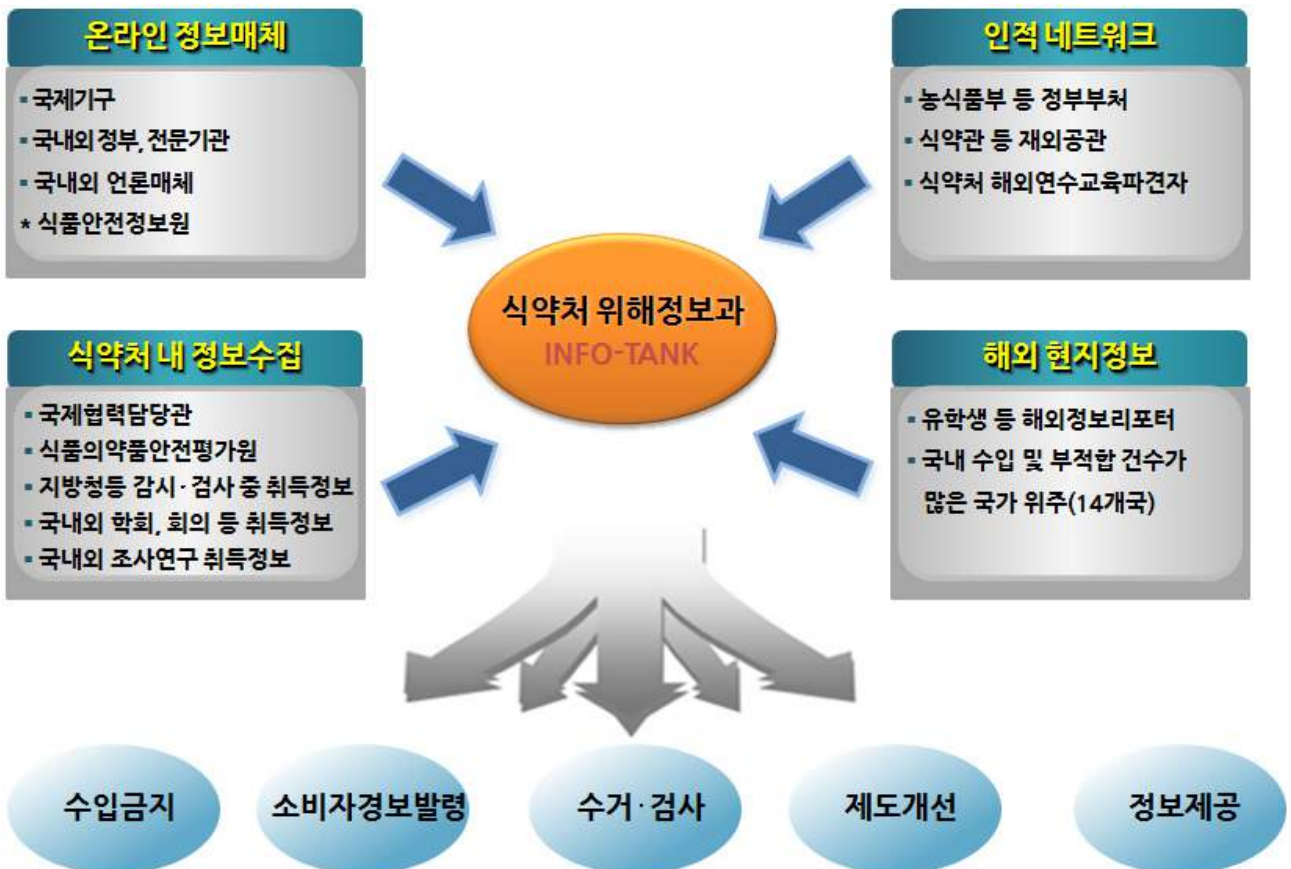 온라인 정보매체
▪ 국제기구
▪ 국내외 정부, 전문기관
▪ 국내외 언론매체
* 식품안전정보원
인적 네트워크
▪ 농식품부 등 정부부처
▪ 식약관 등 재외공관
▪ 식약처 해외연수교육파견자
식약처 위해정보과
INFO-TANK
식약처 내 정보수집
▪ 국제협력담당관
▪ 식품의약품안전평가원
▪ 지방청등 감시·검사 중 취득정보
▪ 국내외 학회, 회의 등 취득정보
▪ 국내외 조사연구 취득정보
해외 현지정보
▪ 유학생 등 해외정보리포터
▪ 국내 수입 및 부적합 건수가
많은 국가 위주(14개국)
수입금지
소비자경보발령
수거·검사
제도개선
정보제공